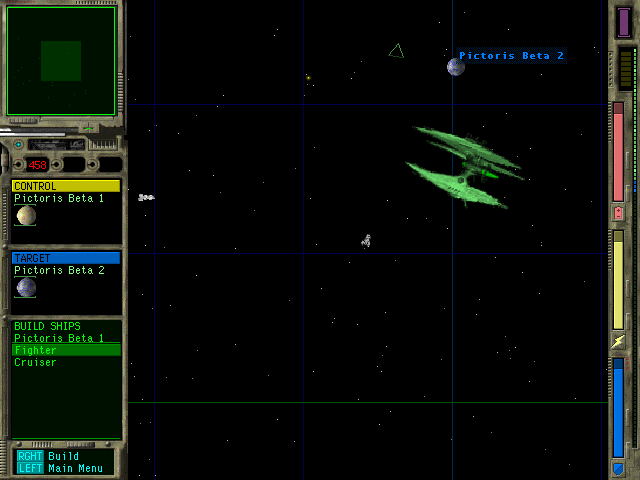 Pictoris Beta 2
458
CONTROL
Pictoris Beta 1
TARGET
Pictoris Beta 2
BUILD SHIPS
Pictoris Beta 1
Fighter
Cruiser
RGHT Build
LEFT Main Menu